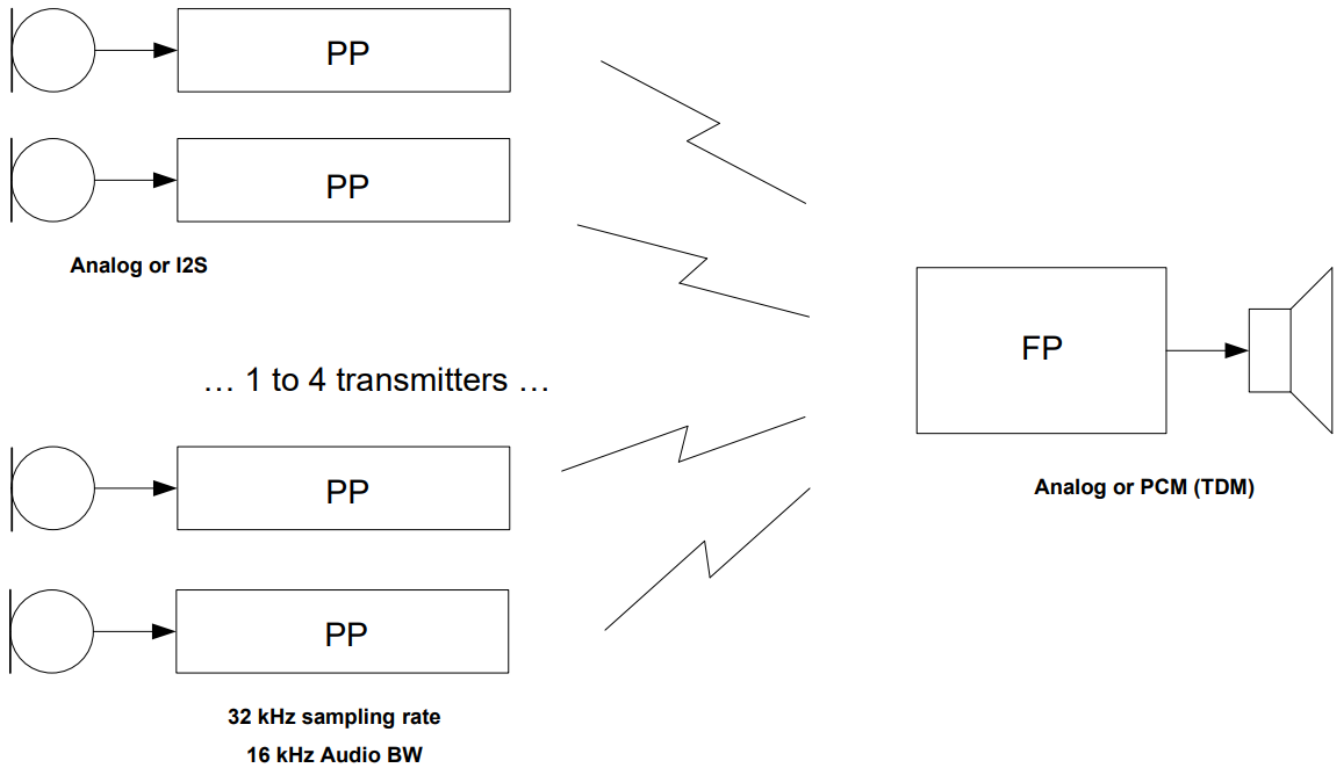 PP
PP
Analog or I2S
… 1 to 4 transmitters …
FP
Analog or PCM (TDM)
PP
PP
32 kHz sampling rate
16 kHz Audio BW